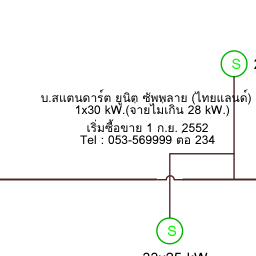 S
บ.สแตนดาร์ต ยูนิต ซัพพลาย (ไทยแลนด์)
1x30 kW.(จ่ายไม่เกิน 28 kW.)
เริ่มซื้อขาย 1 ก.ย. 2552
Tel : 053-569999 ต่อ 234
S